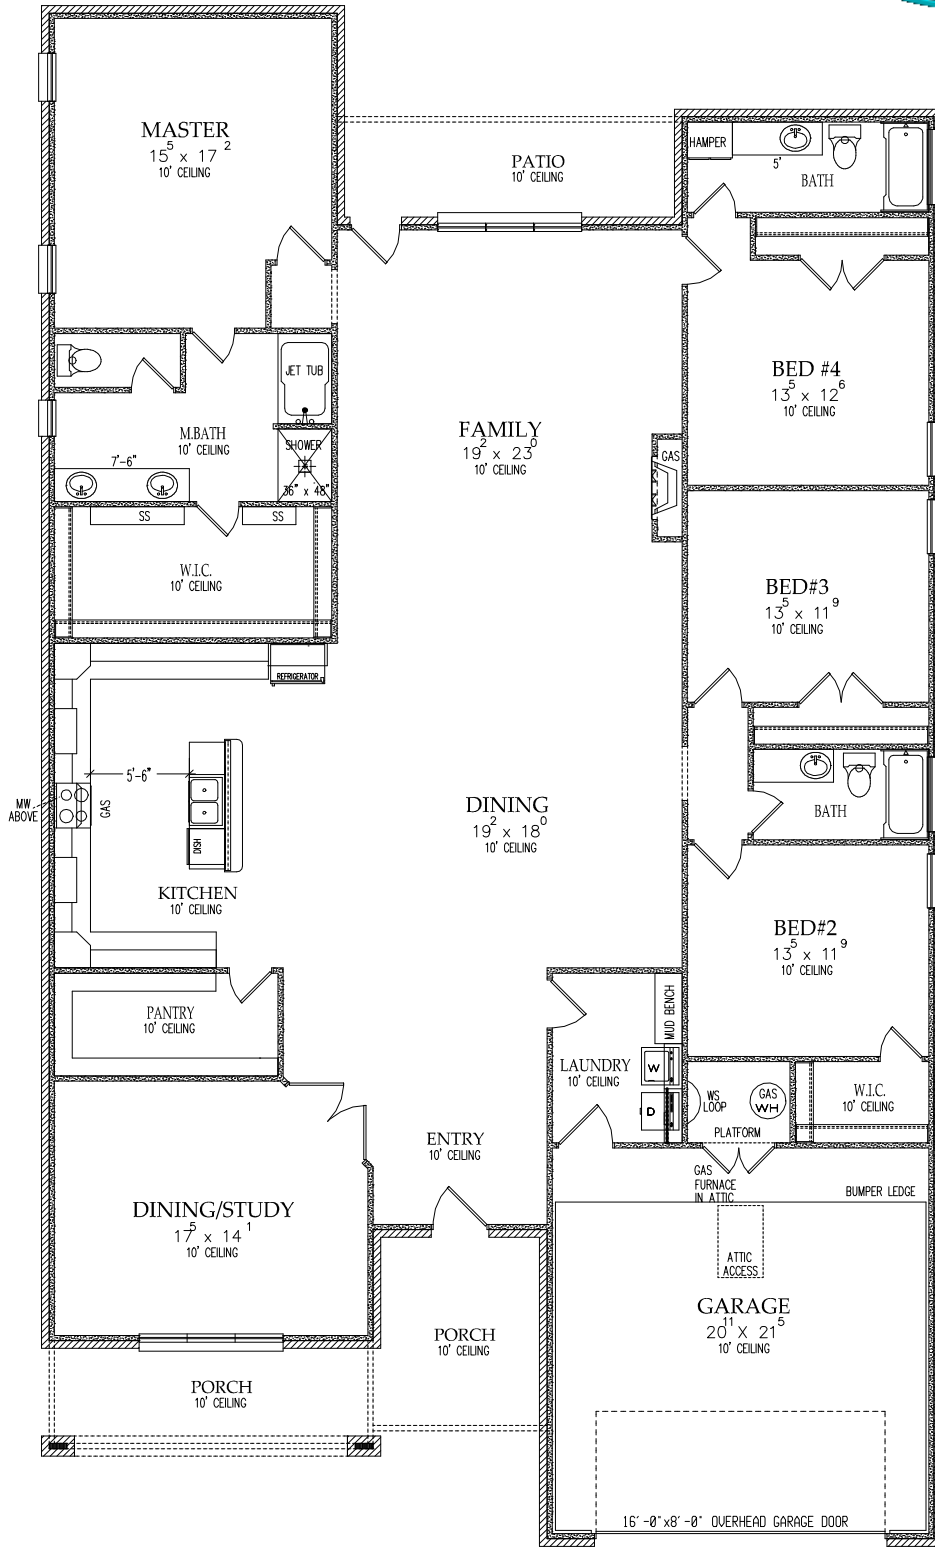 MASTER
15⁵ x 17²
10' CEILING
PATIO
10' CEILING
HAMPER
5'
BATH
JET TUB
M.BATH
10' CEILING
7'-6"
SHOWER
36" x 48"
SS
SS
W.I.C.
10' CEILING
FAMILY
19² x 23⁰
10' CEILING
GAS
BED #4
13⁵ x 12⁶
10' CEILING
BED#3
13⁵ x 11⁹
10' CEILING
REFRIGERATOR
5'-6"
MW
ABOVE
GAS
DISH
KITCHEN
10' CEILING
DINING
19² x 18⁰
10' CEILING
BATH
BED#2
13⁵ x 11⁹
10' CEILING
PANTRY
10' CEILING
MUD BENCH
LAUNDRY
10' CEILING
W
D
WS
LOOP
GAS
WH
PLATFORM
W.I.C.
10' CEILING
ENTRY
10' CEILING
GAS
FURNACE
IN ATTIC
BUMPER LEDGE
DINING/STUDY
17⁵ x 14¹
10' CEILING
ATTIC
ACCESS
GARAGE
20¹¹ X 21⁵
10' CEILING
PORCH
10' CEILING
PORCH
10' CEILING
16'-0"x8'-0" OVERHEAD GARAGE DOOR